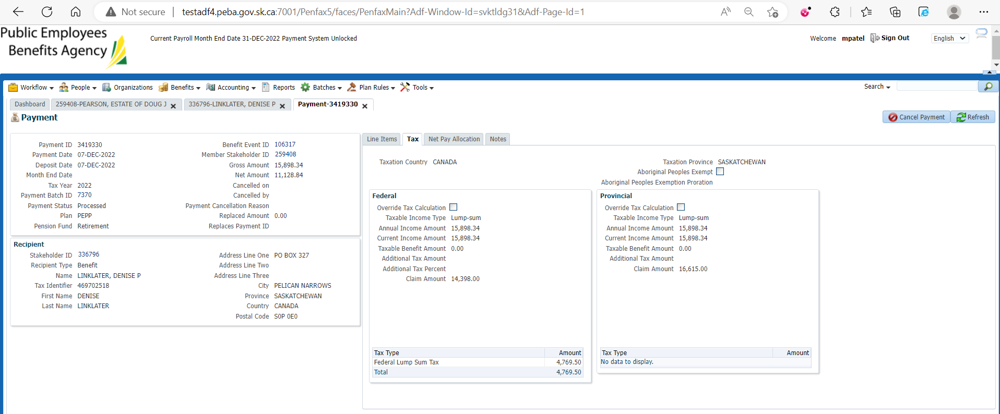 Not secure | testadf4.peba.gov.sk.ca:7001/Penfax5/faces/PenfaxMain?Adf-Window-Id=svktldg31&Adf-Page-Id=1
Public Employees
Benefits Agency
Current Payroll Month End Date 31-DEC-2022 Payment System Unlocked
Welcome mpatel Sign Out English
Workflow People Organizations Benefits Accounting Reports Batches Plan Rules Tools Search
Dashboard 259408-PEARSON, ESTATE OF DOUG J 336796-LINKLATER, DENISE P Payment-3419330
Payment
Cancel Payment Refresh
Payment ID 3419330
Payment Date 07-DEC-2022
Deposit Date 07-DEC-2022
Month End Date
Tax Year 2022
Payment Batch ID 7370
Payment Status Processed
Plan PEPP
Pension Fund Retirement
Benefit Event ID 106317
Member Stakeholder ID 259408
Gross Amount 15,898.34
Net Amount 11,128.84
Cancelled on
Cancelled by
Payment Cancellation Reason
Replaced Amount 0.00
Replaces Payment ID
Recipient
Stakeholder ID 336796
Recipient Type Benefit
Name LINKLATER, DENISE P
Tax Identifier 469702518
First Name DENISE
Last Name LINKLATER
Address Line One PO BOX 327
Address Line Two
Address Line Three
City PELICAN NARROWS
Province SASKATCHEWAN
Country CANADA
Postal Code S0P 0E0
Line Items Tax Net Pay Allocation Notes
Taxation Country CANADA
Taxation Province SASKATCHEWAN
Aboriginal Peoples Exempt
Aboriginal Peoples Exemption Proration
Federal
Override Tax Calculation
Taxable Income Type Lump-sum
Annual Income Amount 15,898.34
Current Income Amount 15,898.34
Taxable Benefit Amount 0.00
Additional Tax Amount
Additional Tax Percent
Claim Amount 14,398.00
Tax Type Amount
Federal Lump Sum Tax 4,769.50
Total 4,769.50
Provincial
Override Tax Calculation
Taxable Income Type Lump-sum
Annual Income Amount 15,898.34
Current Income Amount 15,898.34
Taxable Benefit Amount 0.00
Additional Tax Amount
Claim Amount 16,615.00
Tax Type Amount
No data to display.